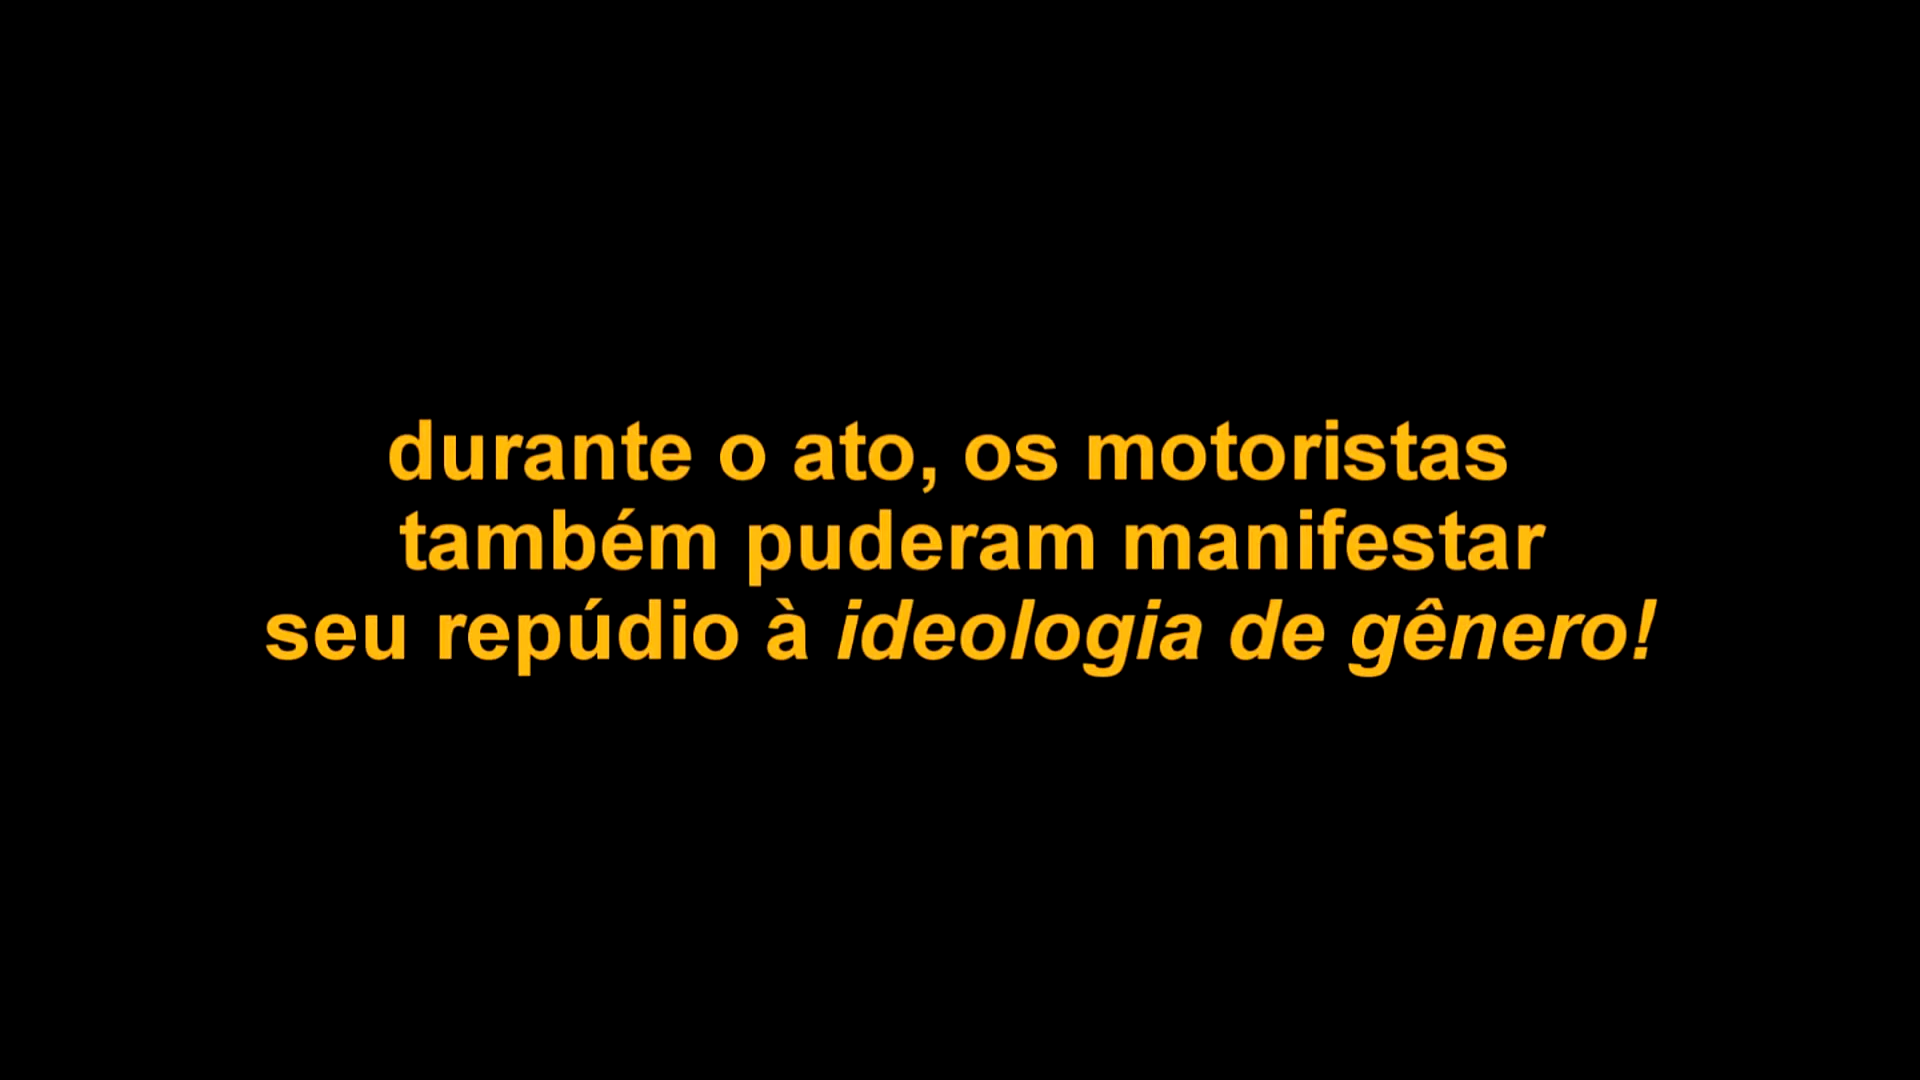 durante o ato, os motoristas
também puderam manifestar
seu repúdio à ideologia de gênero!